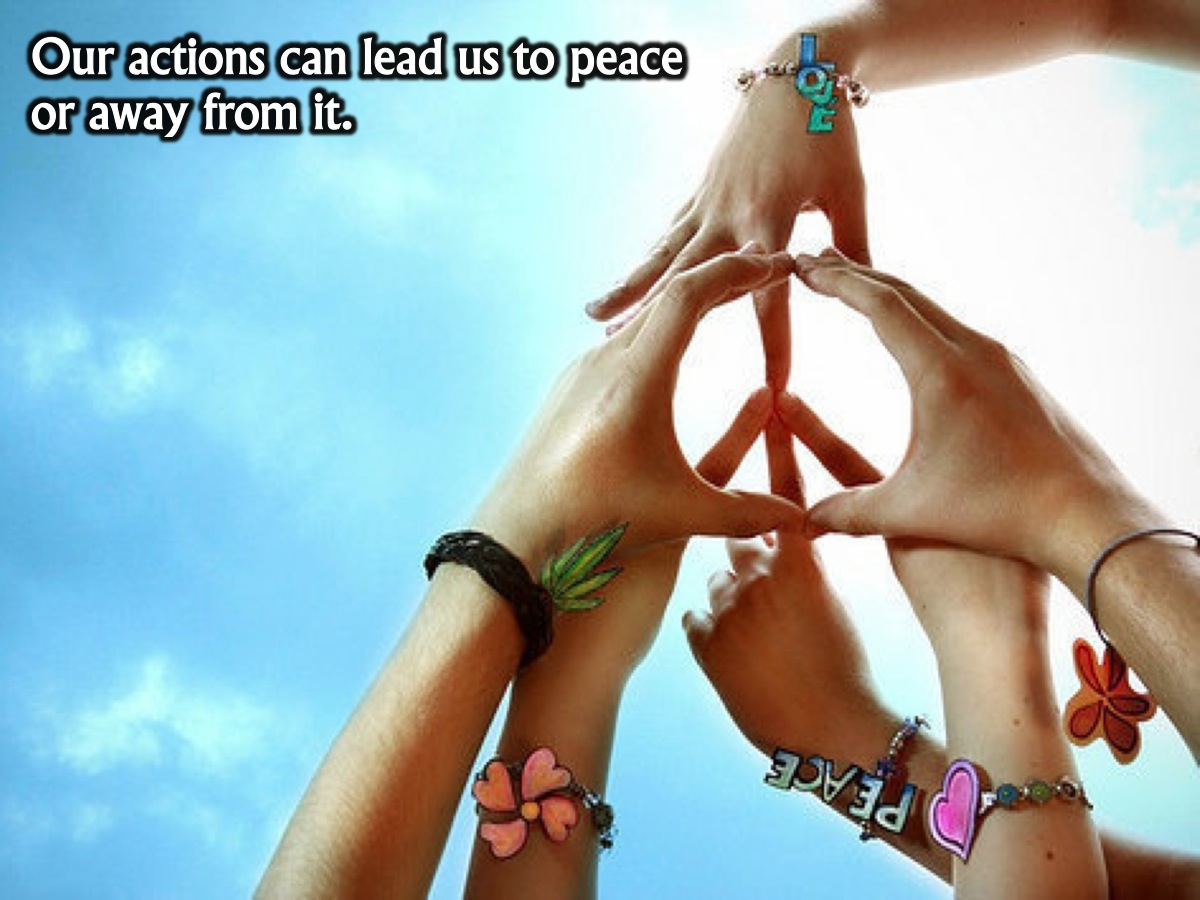 Our actions can lead us to peace
or away from it.
LOVE
PEACE